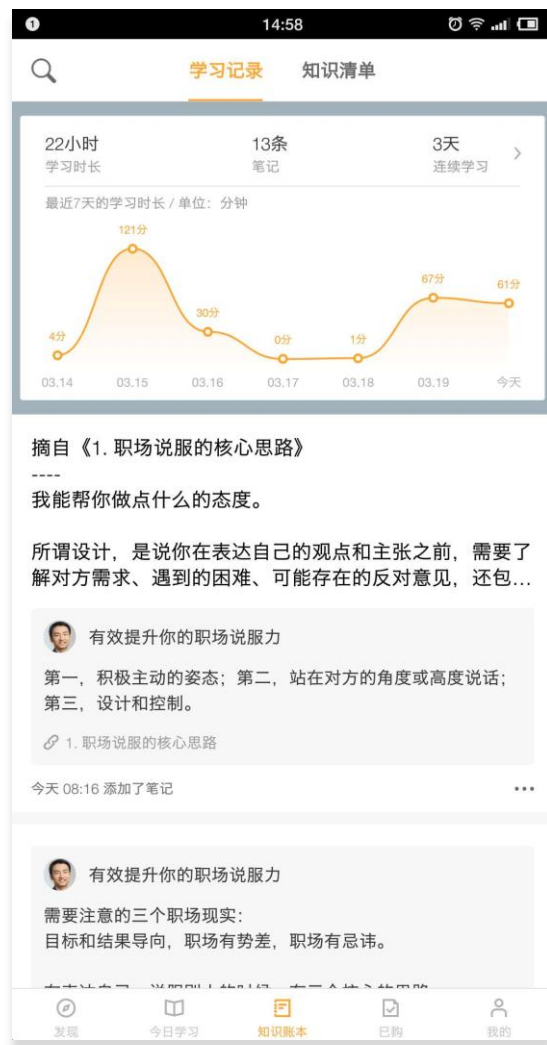 1 14:58
学习记录 知识清单
22小时 13条 3天
学习时长 笔记 连续学习
最近7天的学习时长 / 单位：分钟
121分
67分
61分
30分
4分 0分 1分
03.14 03.15 03.16 03.17 03.18 03.19 今天
摘自《1. 职场说服的核心思路》
----
我能帮你做点什么的态度。
所谓设计，是说你在表达自己的观点和主张之前，需要了
解对方需求、遇到的困难、可能存在的反对意见，还包...
有效提升你的职场说服力
第一，积极主动的姿态；第二，站在对方的角度或高度说话；
第三，设计和控制。
1. 职场说服的核心思路
今天 08:16 添加了笔记
有效提升你的职场说服力
需要注意的三个职场现实：
目标和结果导向，职场有势差，职场有忌讳。
发现 今日学习 知识账本 已购 我的